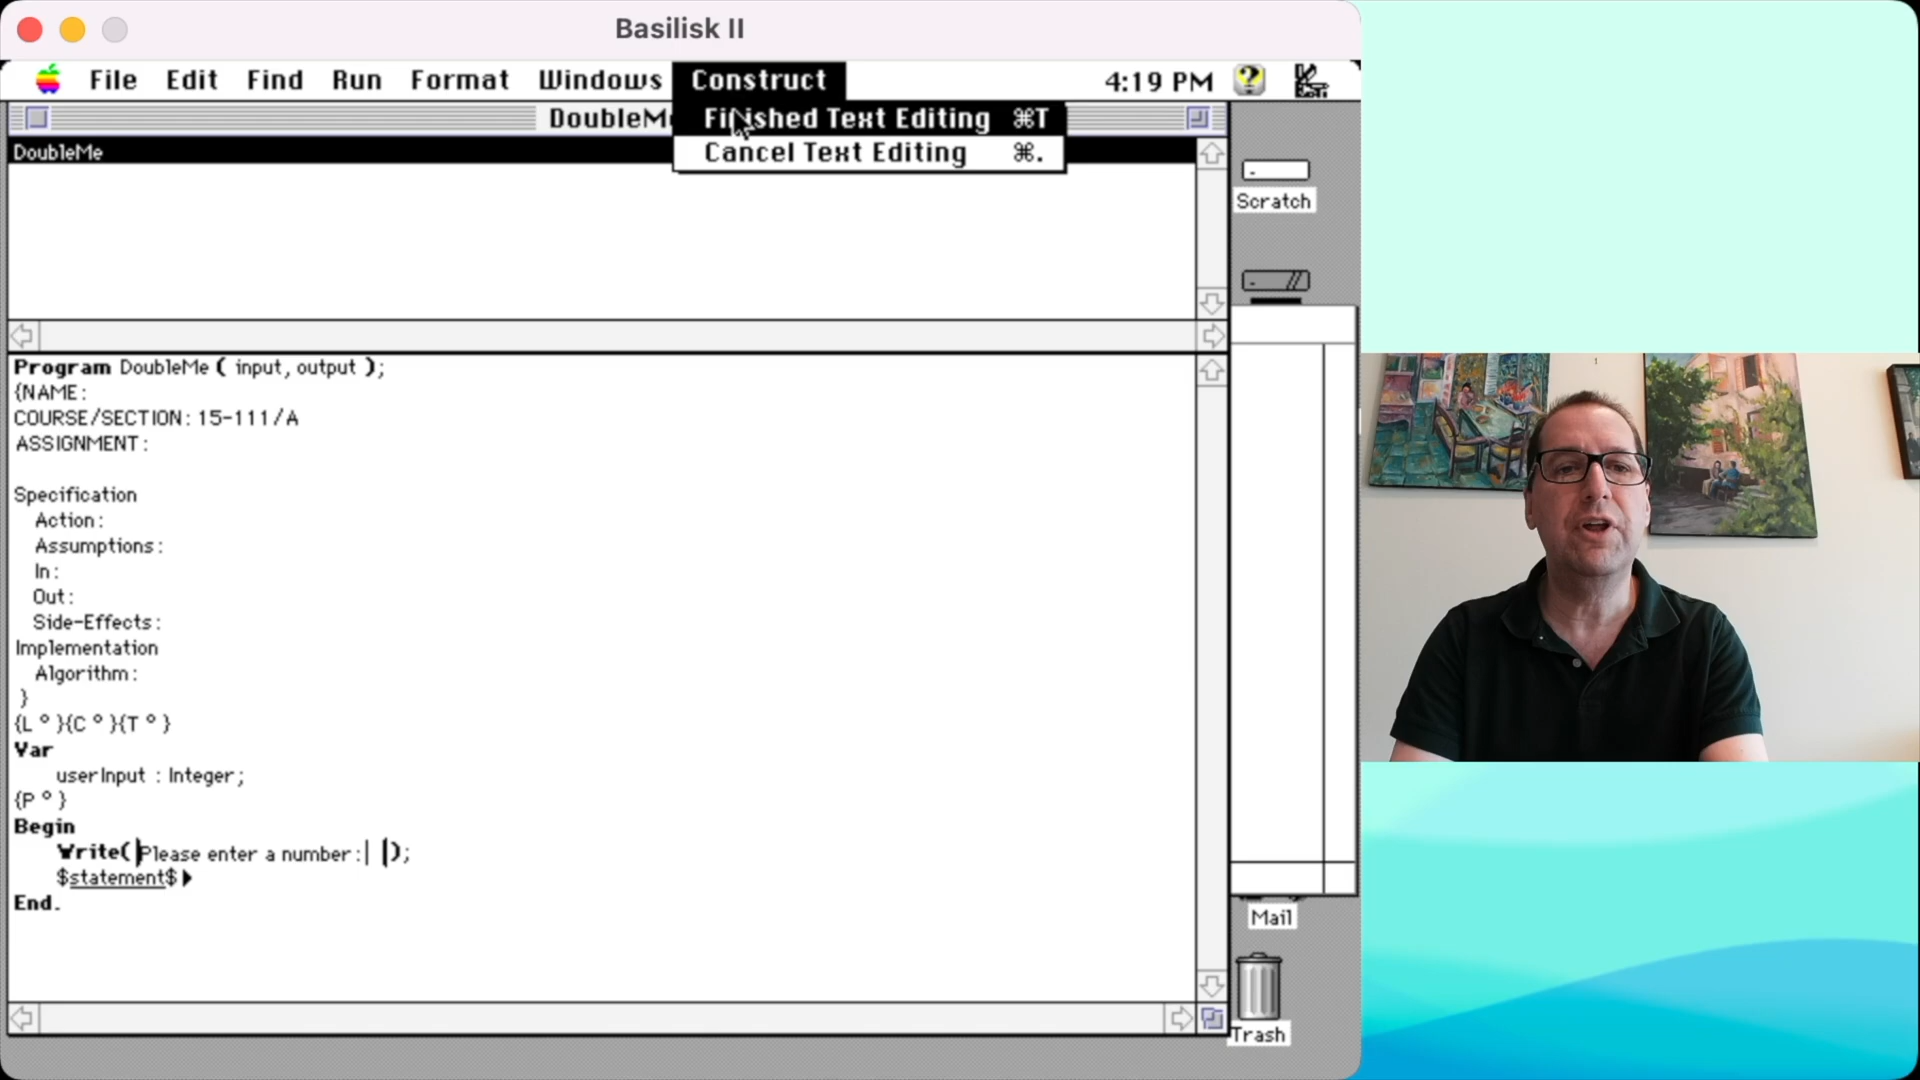 Basilisk II
File Edit Find Run Format Windows Construct 4:19 PM
DoubleMe
Finished Text Editing ⌘T
Cancel Text Editing ⌘.
DoubleMe
Scratch
Program DoubleMe ( input, output );
{NAME:
COURSE/SECTION: 15-111/A
ASSIGNMENT:
Specification
Action:
Assumptions:
In:
Out:
Side-Effects:
Implementation
Algorithm:
}
{L ° }{C ° }{T ° }
Var
userInput : Integer;
{P ° }
Begin
Write( Please enter a number: );
$statement$
End.
Mail
Trash